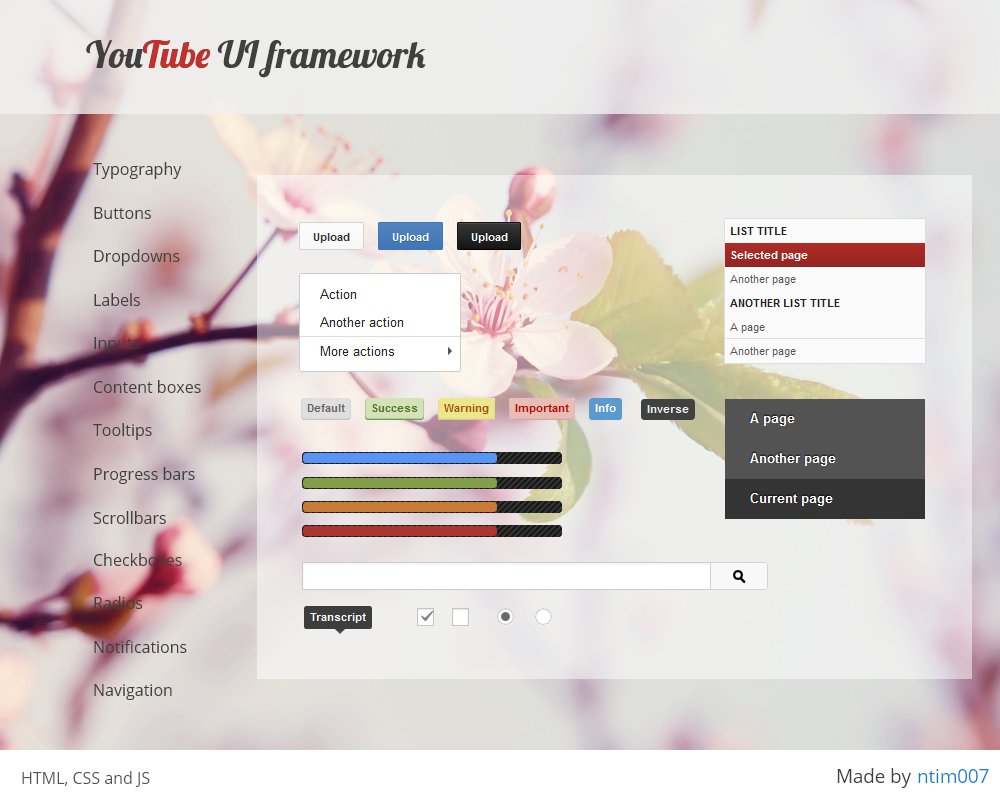 YouTube UI framework
Typography
Buttons
Dropdowns
Labels
Inputs
Content boxes
Tooltips
Progress bars
Scrollbars
Checkboxes
Radios
Notifications
Navigation
Upload Upload Upload
Action
Another action
More actions
Default Success Warning Important Info Inverse
Transcript
LIST TITLE
Selected page
Another page
ANOTHER LIST TITLE
A page
Another page
A page
Another page
Current page
HTML, CSS and JS
Made by ntim007